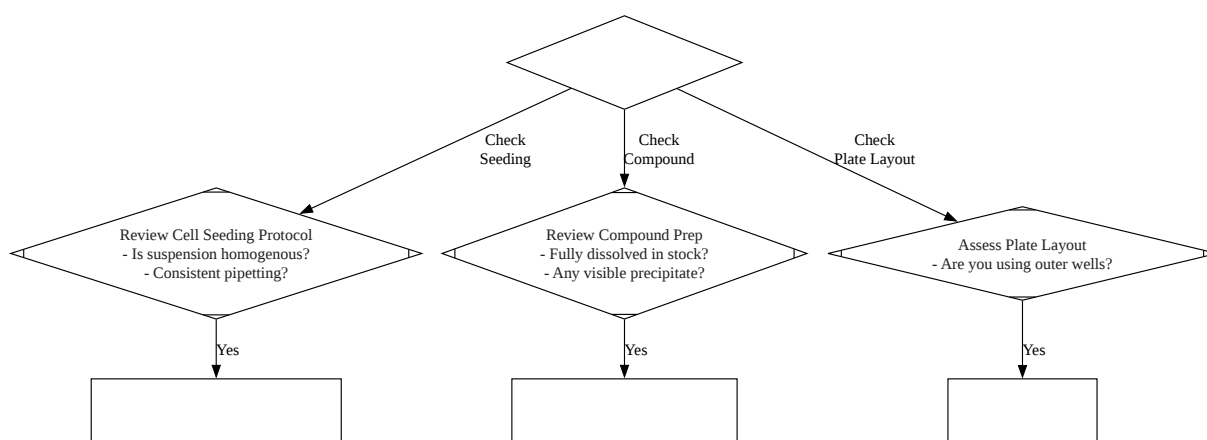 Check
Seeding
Check
Compound
Check
Plate Layout
Review Cell Seeding Protocol
- Is suspension homogenous?
- Consistent pipetting?
Review Compound Prep
- Fully dissolved in stock?
- Any visible precipitate?
Assess Plate Layout
- Are you using outer wells?
Yes
Yes
Yes